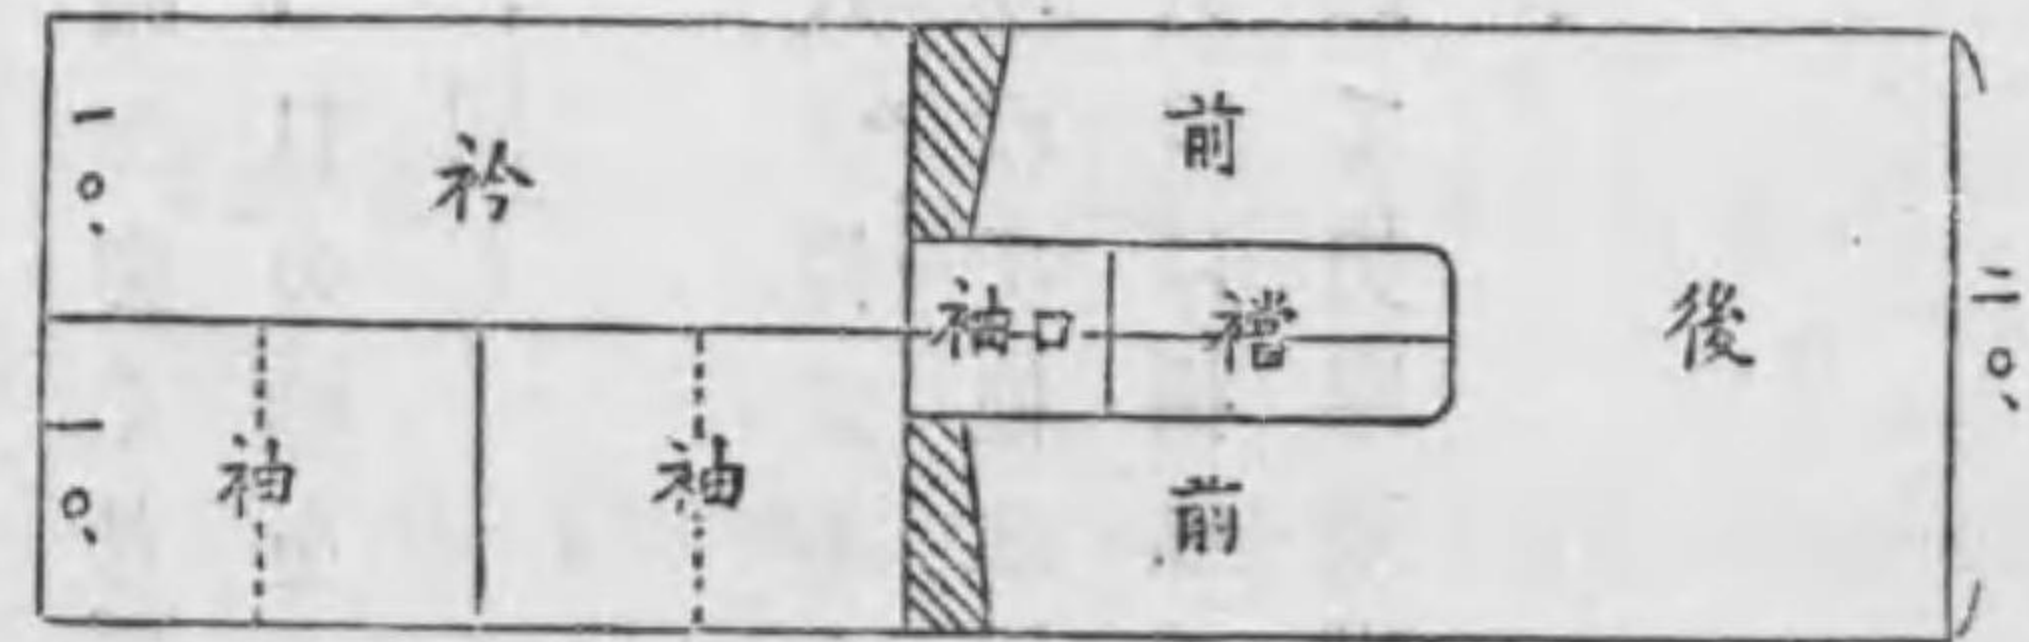 一〇、
衿
前
袖口
襠
後
二〇、
一〇、
袖
袖
前